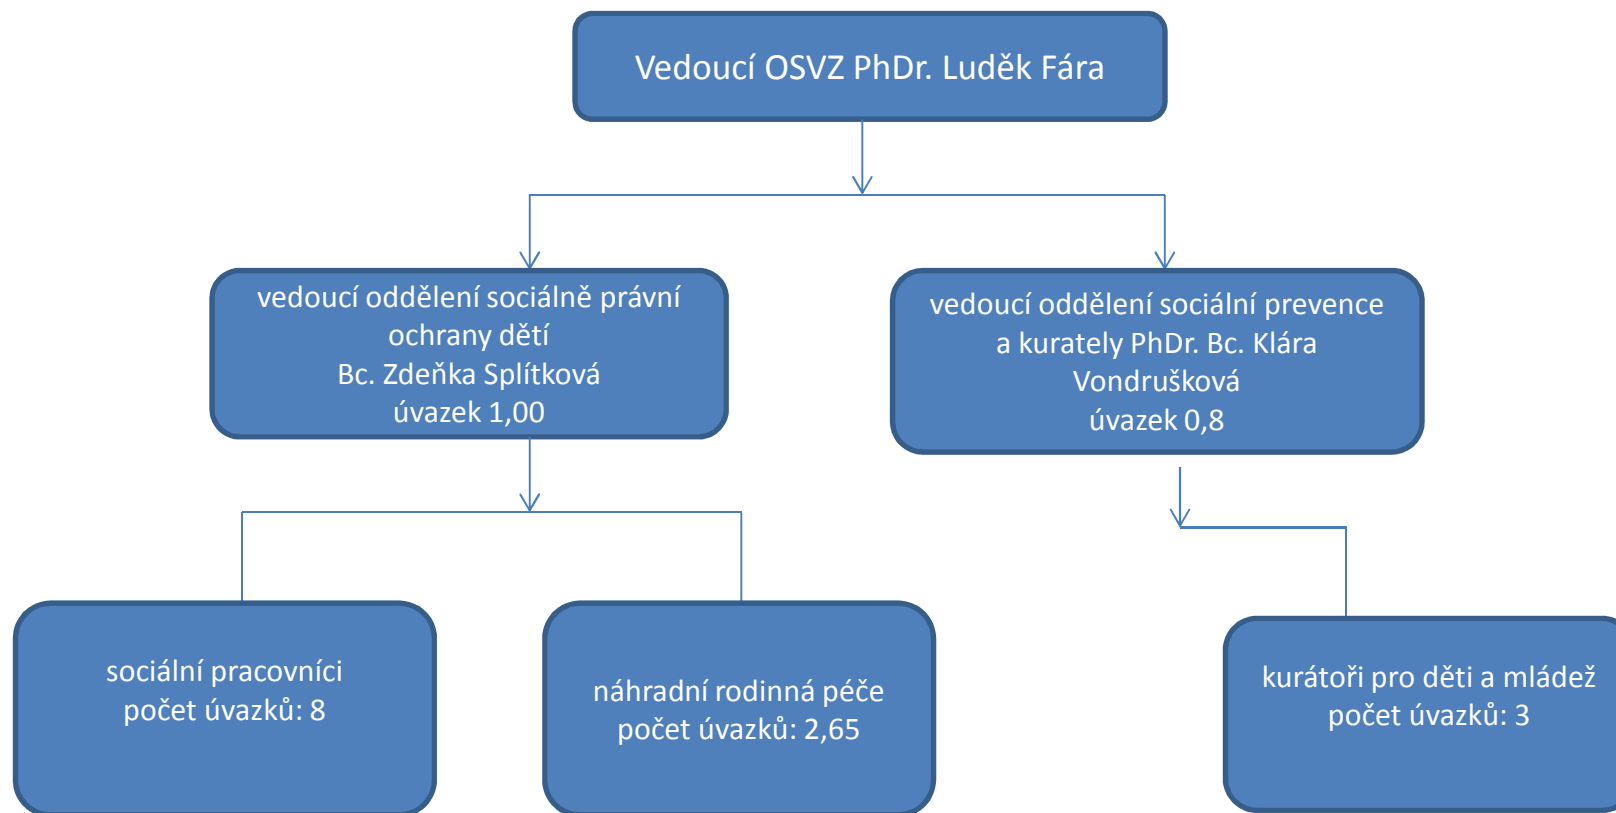 Vedoucí OSVZ PhDr. Luděk Fára
vedoucí oddělení sociálně právní
ochrany dětí
Bc. Zdeňka Splítková
úvazek 1,00
vedoucí oddělení sociální prevence
a kurately PhDr. Bc. Klára
Vondrušková
úvazek 0,8
sociální pracovníci
počet úvazků: 8
náhradní rodinná péče
počet úvazků: 2,65
kurátoři pro děti a mládež
počet úvazků: 3